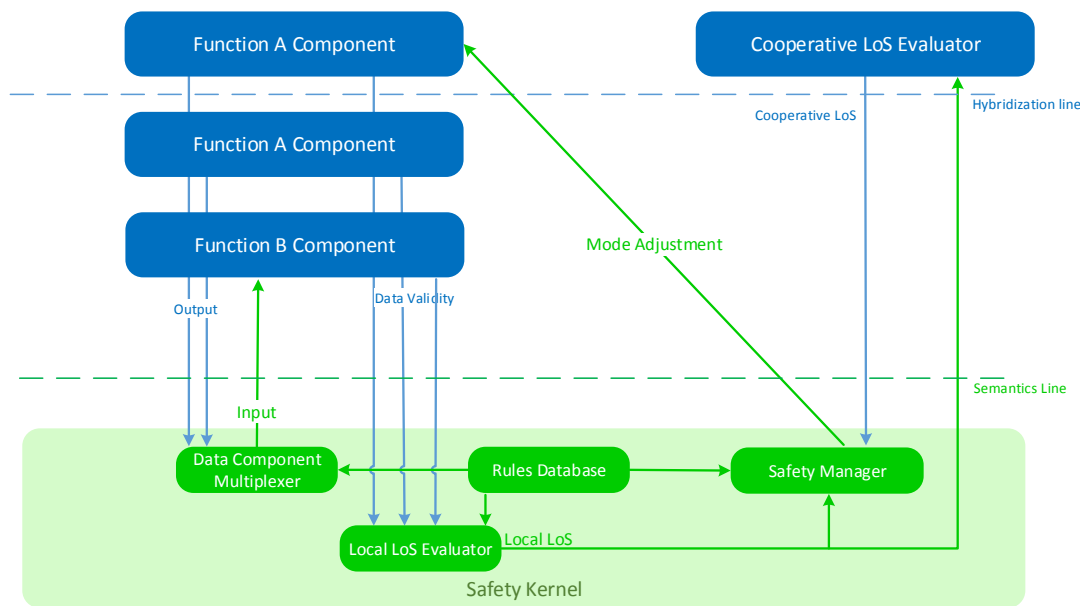 Function A Component
Cooperative LoS Evaluator
Hybridization line
Cooperative LoS
Function A Component
Function B Component
Mode Adjustment
Output
Data Validity
Semantics Line
Input
Data Component
Multiplexer
Rules Database
Safety Manager
Local LoS Evaluator
Local LoS
Safety Kernel